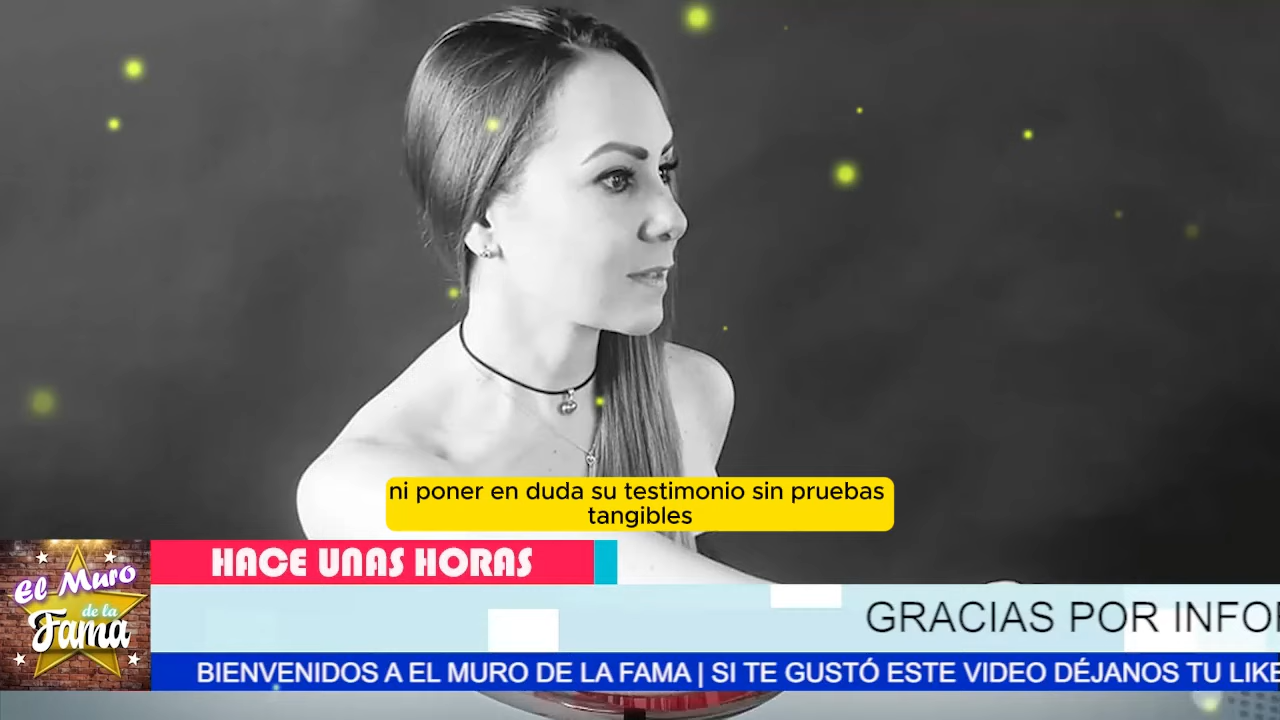 ni poner en duda su testimonio sin pruebas
tangibles
HACE UNAS HORAS
El Muro
de la
Fama
GRACIAS POR
BIENVENIDOS A EL MURO DE LA FAMA | SI TE GUSTÓ ESTE VIDEO DÉJANOS TU LIKE